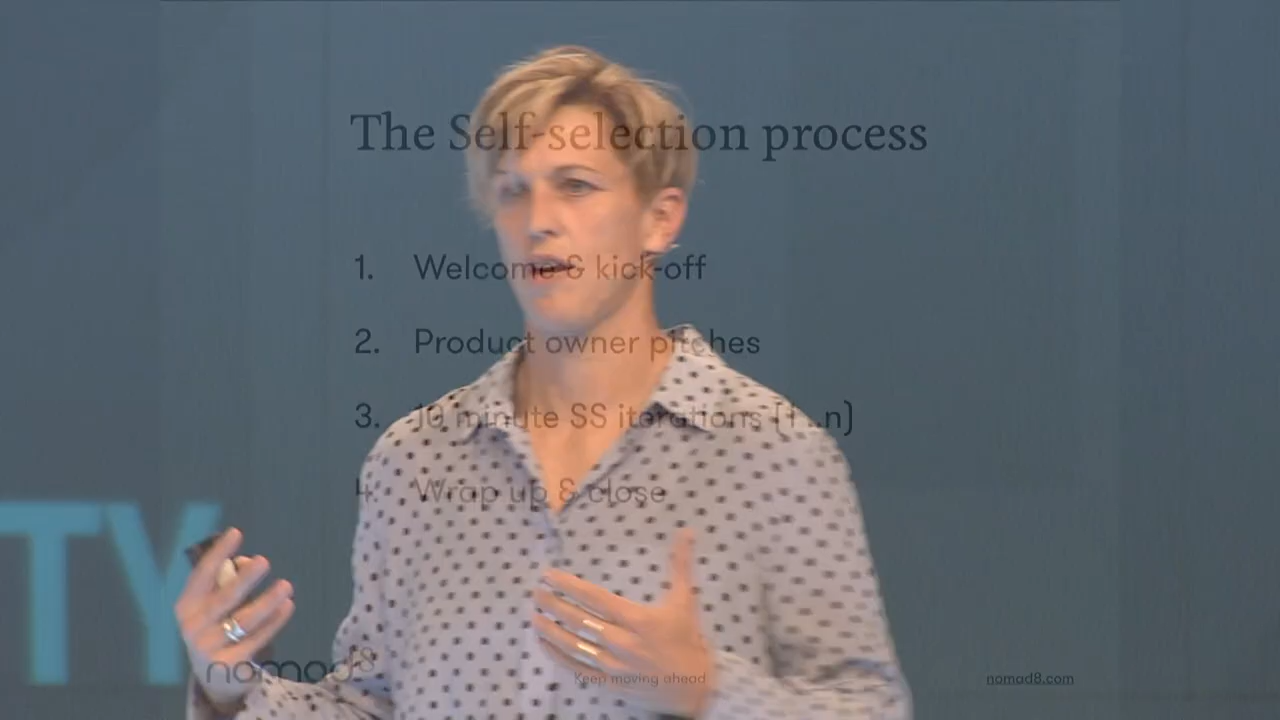 The Self-selection process
1. Welcome & kick-off
2. Product owner pitches
3. 10 minute SS iterations (1...n)
4. Wrap up & close
TY
nomad8
Keep moving ahead
nomad8.com